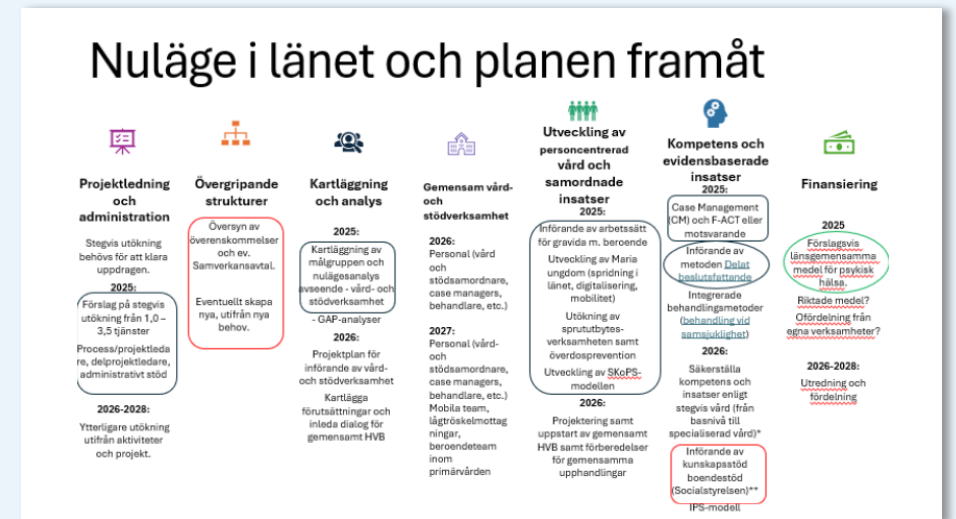 Nuläge i länet och planen framåt
Projektledning
och
administration
Stegvis utökning
behövs för att klara
uppdragen.
2025:
Förslag på stegvis
utökning från 1,0 –
3,5 tjänster
Process/projektleda
re, delprojektledare,
administrativt stöd
2026-2028:
Ytterligare utökning
utifrån aktiviteter
och projekt.
Övergripande
strukturer
Översyn av
överenskommelser
och ev.
Samverkansavtal.
Eventuellt skapa
nya, utifrån nya
behov.
Kartläggning
och analys
2025:
Kartläggning av
målgruppen och
nulägesanalys
avseende - vård- och
stödverksamhet
- GAP-analyser
2026:
Projektplan för
införande av vård-
och stödverksamhet
Kartlägga
förutsättningar och
inleda dialog för
gemensamt HVB
Gemensam vård-
och
stödverksamhet
2026:
Personal (vård
och
stödsamordnare,
case managers,
behandlare, etc.)
2027:
Personal (vård-
och
stödsamordnare,
case managers,
behandlare, etc.)
Mobila team,
lågtröskelmottag
ningar,
beroendeteam
inom
primärvården
Utveckling av
personcentrerad
vård och
samordnade
insatser
2025:
Införande av arbetssätt
för gravida m. beroende
Utveckling av Maria
ungdom (spridning i
länet, digitalisering,
mobilitet)
Utökning av
sprututbytes-
verksamheten samt
överdosprevention
Utveckling av SKoPS-
modellen
2026:
Projektering samt
uppstart av gemensamt
HVB samt förberedelser
för gemensamma
upphandlingar
Kompetens och
evidensbaserade
insatser
2025:
Case Management
(CM) och F-ACT eller
motsvarande
Införande av
metoden Delat
beslutsfattande
Integrerade
behandlingsmetoder
(behandling vid
samsjuklighet)
2026:
Säkerställa
kompetens och
insatser enligt
stegvis vård (från
basnivå till
specialiserad vård)*
Införande av
kunskapsstöd
boendestöd
(Socialstyrelsen)**
IPS-modell
Finansiering
2025
Förslagsvis
länsgemensamma
medel för psykisk
hälsa.
Riktade medel?
Ofördelning från
egna verksamheter?
2026-2028:
Utredning och
fördelning